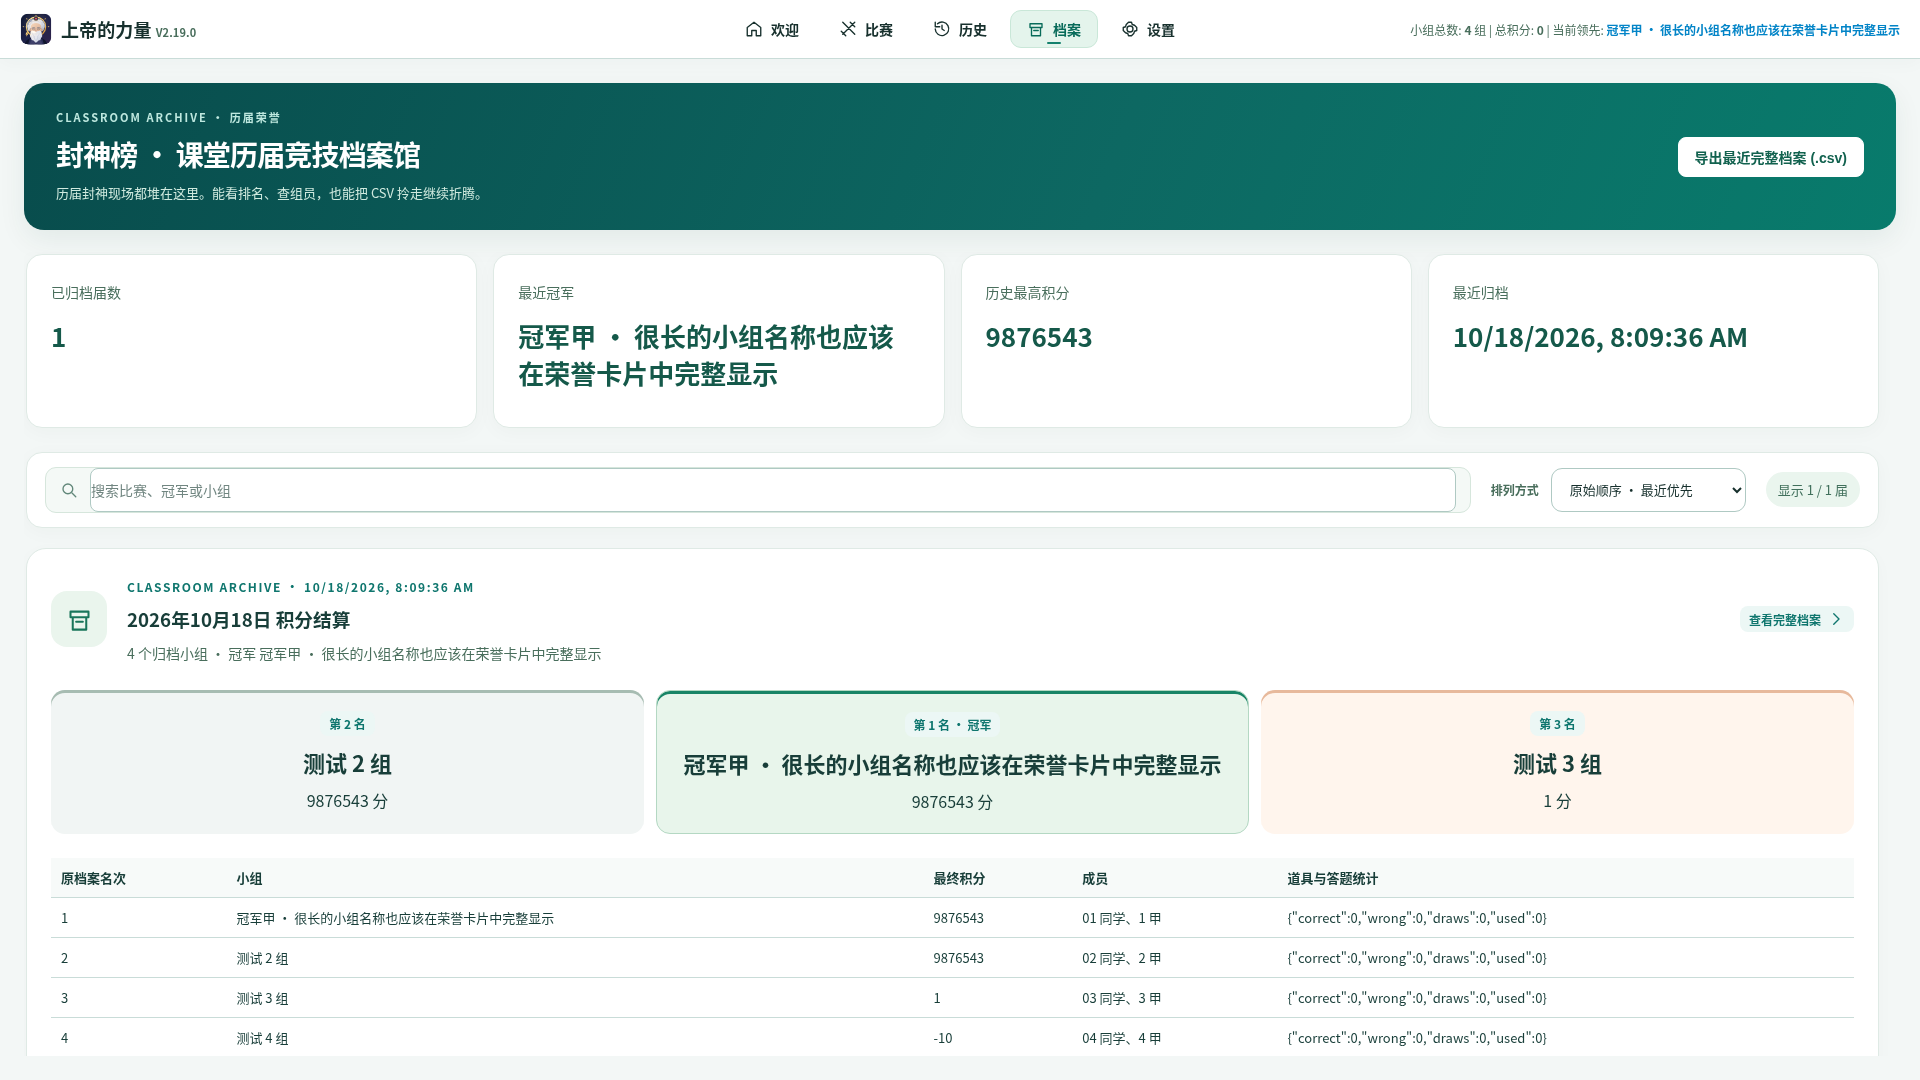 上帝的力量 V2.19.0
欢迎
比赛
历史
档案
设置
小组总数: 4 组 | 总积分: 0 | 当前领先: 冠军甲 · 很长的小组名称也应该在荣誉卡片中完整显示
CLASSROOM ARCHIVE · 历届荣誉
封神榜 · 课堂历届竞技档案馆
历届封神现场都堆在这里。能看排名、查组员，也能把 CSV 拎走继续折腾。
导出最近完整档案 (.csv)
已归档届数
1
最近冠军
冠军甲 · 很长的小组名称也应该
在荣誉卡片中完整显示
历史最高积分
9876543
最近归档
10/18/2026, 8:09:36 AM
搜索比赛、冠军或小组
排列方式
原始顺序 · 最近优先
显示 1 / 1 届
CLASSROOM ARCHIVE · 10/18/2026, 8:09:36 AM
2026年10月18日 积分结算
4 个归档小组 · 冠军 冠军甲 · 很长的小组名称也应该在荣誉卡片中完整显示
查看完整档案
第 2 名
测试 2 组
9876543 分
第 1 名 · 冠军
冠军甲 · 很长的小组名称也应该在荣誉卡片中完整显示
9876543 分
第 3 名
测试 3 组
1 分
原档案名次 小组 最终积分 成员 道具与答题统计
1 冠军甲 · 很长的小组名称也应该在荣誉卡片中完整显示 9876543 01 同学、1 甲 {"correct":0,"wrong":0,"draws":0,"used":0}
2 测试 2 组 9876543 02 同学、2 甲 {"correct":0,"wrong":0,"draws":0,"used":0}
3 测试 3 组 1 03 同学、3 甲 {"correct":0,"wrong":0,"draws":0,"used":0}
4 测试 4 组 -10 04 同学、4 甲 {"correct":0,"wrong":0,"draws":0,"used":0}